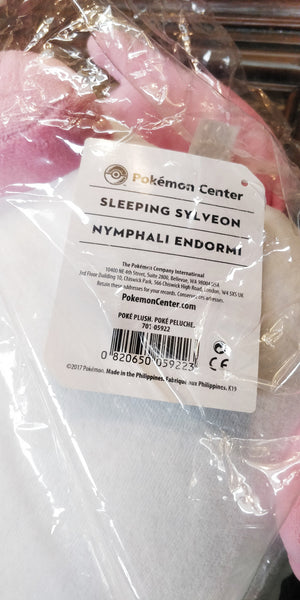 Pokémon Center
SLEEPING SYLVEON
NYMPHALI ENDORMI
The Pokémon Company International
10400 NE 4th Street, Suite 2800, Bellevue, WA 98004 USA
3rd Floor Building 10, Chiswick Park, 566 Chiswick High Road, London, W4 5XS UK
Retain these addresses for your records. Conserver ces adresses.
PokemonCenter.com
POKÉ PLUSH. POKÉ PELUCHE.
701-05922
0 820650 059223
CE
©2017 Pokémon. Made in the Philippines. Fabriqué aux Philippines. K19